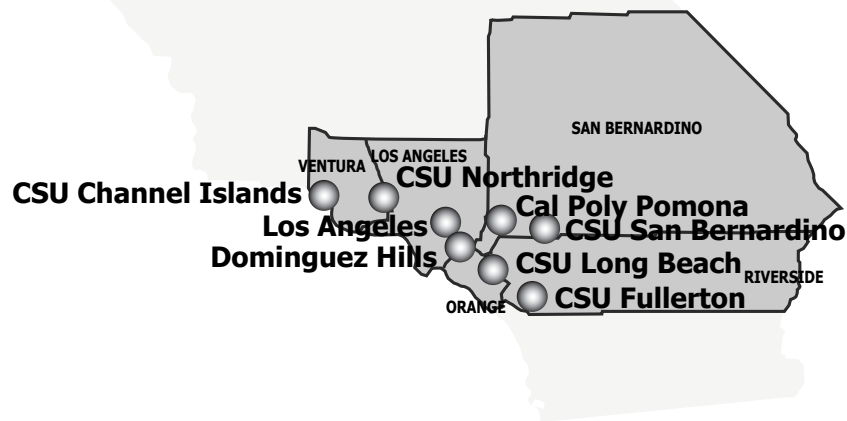 SAN BERNARDINO
LOS ANGELES
VENTURA
CSU Northridge
CSU Channel Islands
Cal Poly Pomona
Los Angeles
CSU San Bernardino
Dominguez Hills
CSU Long Beach
RIVERSIDE
CSU Fullerton
ORANGE